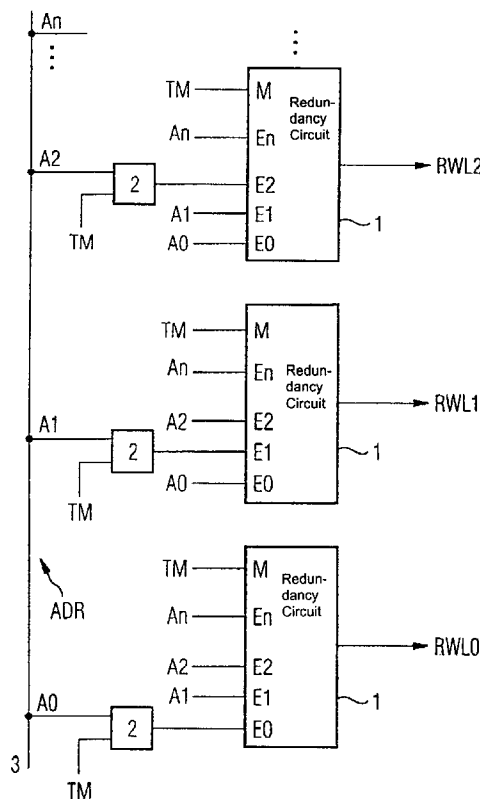 An
TM
M
Redun-
dancy
Circuit
An
En
A2
2
E2
RWL2
TM
A1
E1
1
A0
E0
TM
M
An
En
Redun-
dancy
Circuit
A2
E2
RWL1
A1
2
E1
1
TM
A0
E0
ADR
TM
M
Redun-
dancy
Circuit
An
En
A2
E2
RWL0
A1
E1
1
A0
2
E0
3
TM